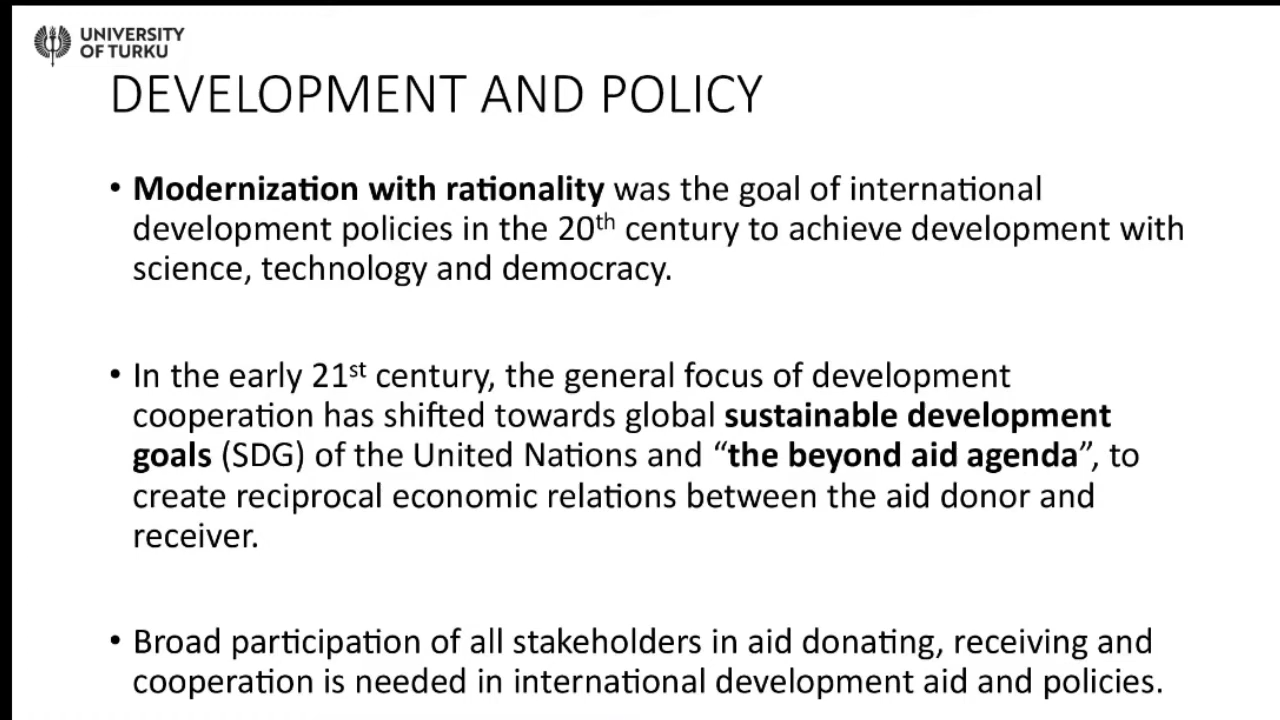 UNIVERSITY
OF TURKU
DEVELOPMENT AND POLICY
• Modernization with rationality was the goal of international
development policies in the 20th century to achieve development with
science, technology and democracy.
• In the early 21st century, the general focus of development
cooperation has shifted towards global sustainable development
goals (SDG) of the United Nations and “the beyond aid agenda”, to
create reciprocal economic relations between the aid donor and
receiver.
• Broad participation of all stakeholders in aid donating, receiving and
cooperation is needed in international development aid and policies.